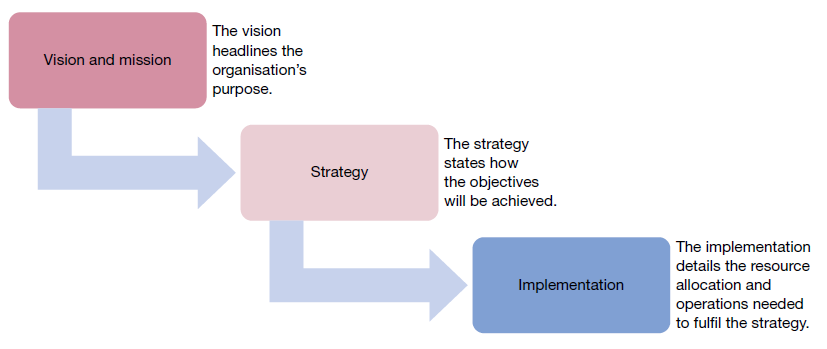 Vision and mission
The vision
headlines the
organisation’s
purpose.
Strategy
The strategy
states how
the objectives
will be achieved.
Implementation
The implementation
details the resource
allocation and
operations needed
to fulfil the strategy.